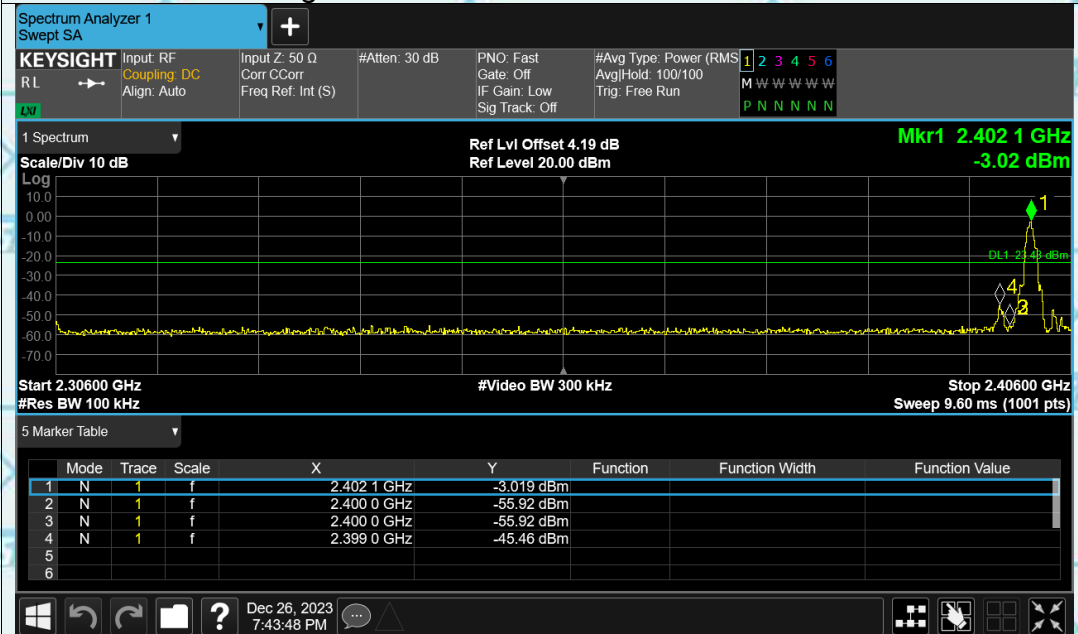 Spectrum Analyzer 1
Swept SA
+
KEYSIGHT
RL
LXI
Input: RF
Coupling: DC
Align: Auto
Input Z: 50 Ω
Corr CCorr
Freq Ref: Int (S)
#Atten: 30 dB
PNO: Fast
Gate: Off
IF Gain: Low
Sig Track: Off
#Avg Type: Power (RMS
Avg|Hold: 100/100
Trig: Free Run
1 2 3 4 5 6
M W W W W W
P N N N N N
1 Spectrum
Scale/Div 10 dB
Ref Lvl Offset 4.19 dB
Ref Level 20.00 dBm
Mkr1 2.402 1 GHz
-3.02 dBm
Log
10.0
0.00
-10.0
-20.0
-30.0
-40.0
-50.0
-60.0
-70.0
1
DL1 -23.43 dBm
4
Start 2.30600 GHz
#Res BW 100 kHz
#Video BW 300 kHz
Stop 2.40600 GHz
Sweep 9.60 ms (1001 pts)
5 Marker Table
Mode Trace Scale X Y Function Function Width Function Value
1 N 1 f 2.402 1 GHz -3.019 dBm
2 N 1 f 2.400 0 GHz -55.92 dBm
3 N 1 f 2.400 0 GHz -55.92 dBm
4 N 1 f 2.399 0 GHz -45.46 dBm
5
6
?
Dec 26, 2023
7:43:48 PM